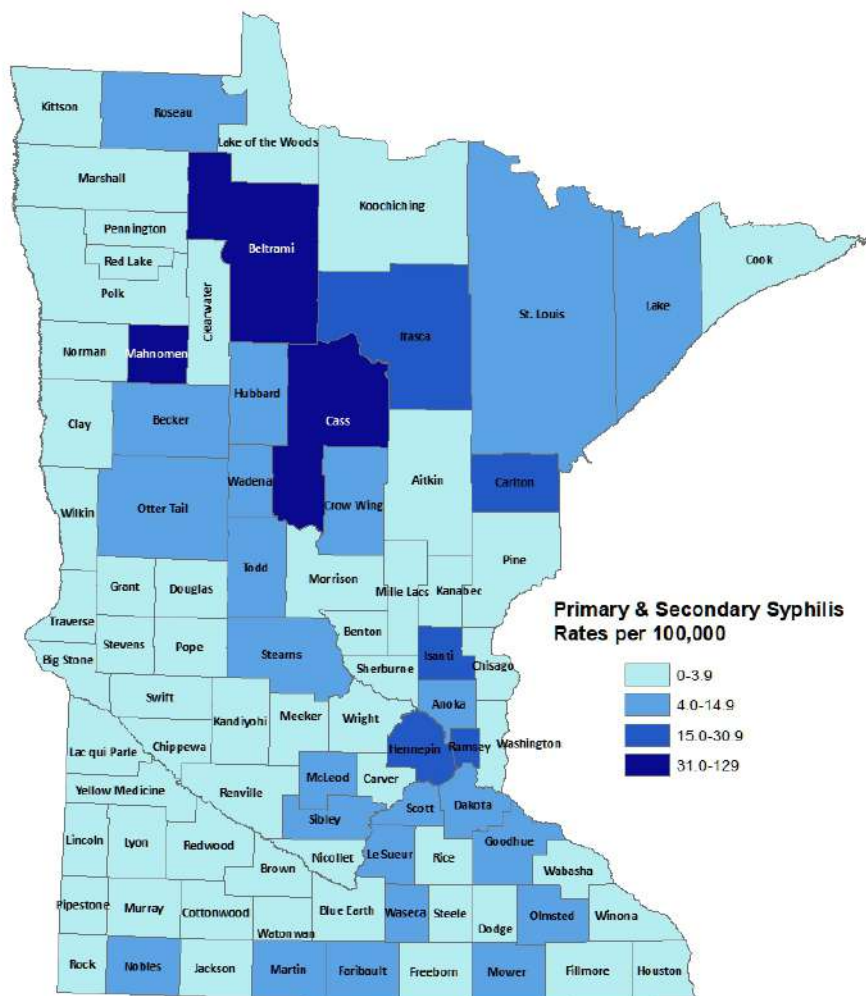 Kittson
Roseau
Lake of the Woods
Marshall
Koochiching
Pennington
Beltrami
Cook
Red Lake
Polk
Clearwater
St. Louis
Lake
Itasca
Norman
Mahnomen
Hubbard
Cass
Clay
Becker
Wadena
Aitkin
Carlton
Crow Wing
Otter Tail
Wilkin
Pine
Todd
Morrison
Grant
Douglas
Mille Lacs
Kanabec
Primary & Secondary Syphilis
Rates per 100,000
0-3.9
4.0-14.9
15.0-30.9
31.0-129
Traverse
Stevens
Pope
Benton
Big Stone
Stearns
Isanti
Sherburne
Chisago
Swift
Anoka
Kandiyohi
Meeker
Wright
Lac qui Parle
Chippewa
Hennepin
Ramsey
Washington
McLeod
Carver
Yellow Medicine
Renville
Scott
Dakota
Sibley
Lincoln
Lyon
Redwood
Goodhue
Nicollet
Le Sueur
Rice
Brown
Wabasha
Pipestone
Murray
Cottonwood
Blue Earth
Waseca
Steele
Olmsted
Winona
Watonwan
Dodge
Rock
Nobles
Jackson
Martin
Faribault
Freeborn
Mower
Fillmore
Houston